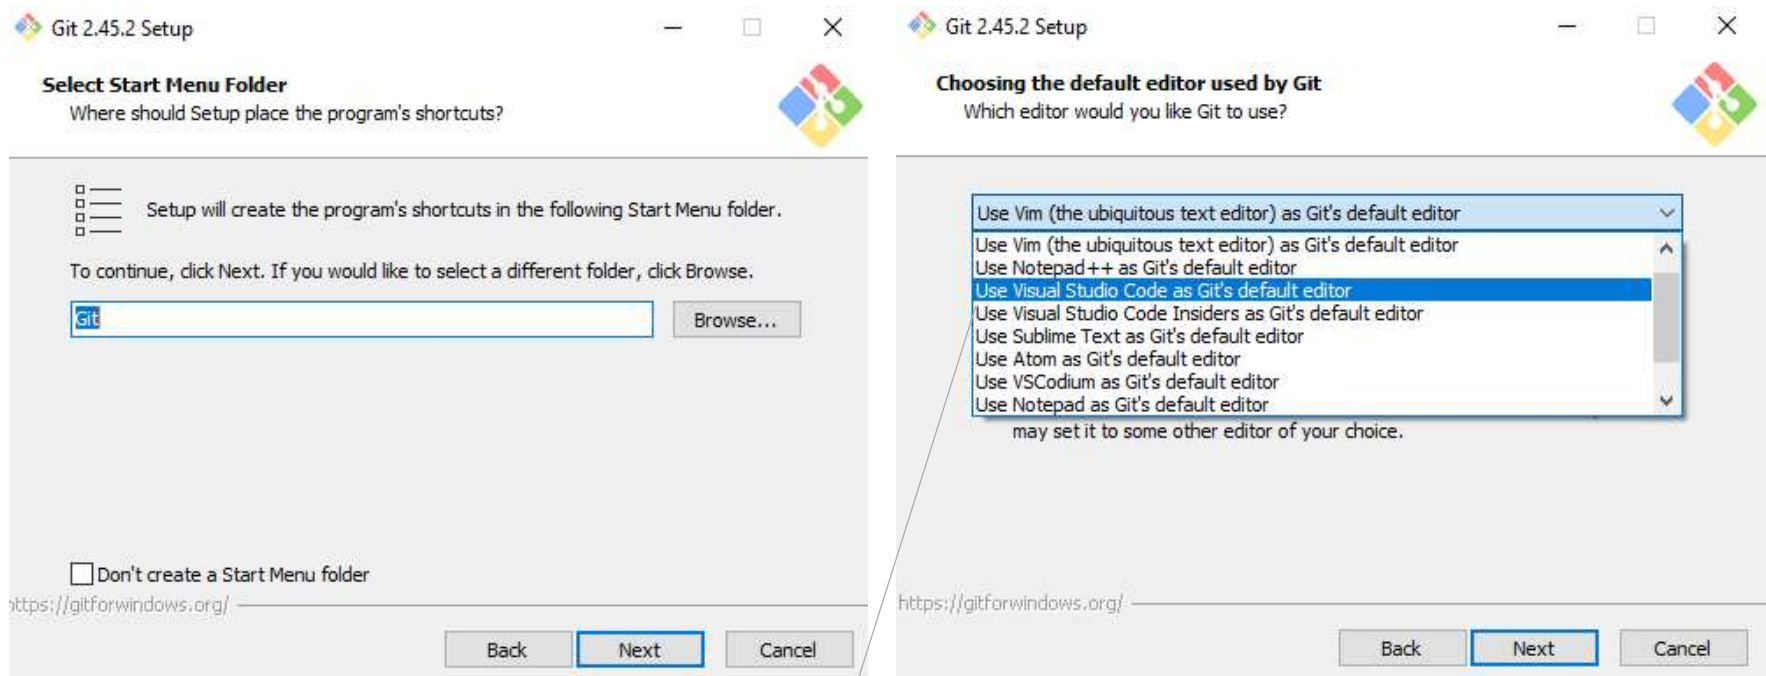 Git 2.45.2 Setup
Select Start Menu Folder
Where should Setup place the program's shortcuts?
Setup will create the program's shortcuts in the following Start Menu folder.
To continue, click Next. If you would like to select a different folder, click Browse.
Git
Browse...
Don't create a Start Menu folder
https://gitforwindows.org/
Back
Next
Cancel
Git 2.45.2 Setup
Choosing the default editor used by Git
Which editor would you like Git to use?
Use Vim (the ubiquitous text editor) as Git's default editor
Use Vim (the ubiquitous text editor) as Git's default editor
Use Notepad++ as Git's default editor
Use Visual Studio Code as Git's default editor
Use Visual Studio Code Insiders as Git's default editor
Use Sublime Text as Git's default editor
Use Atom as Git's default editor
Use VSCodium as Git's default editor
Use Notepad as Git's default editor
may set it to some other editor of your choice.
https://gitforwindows.org/
Back
Next
Cancel